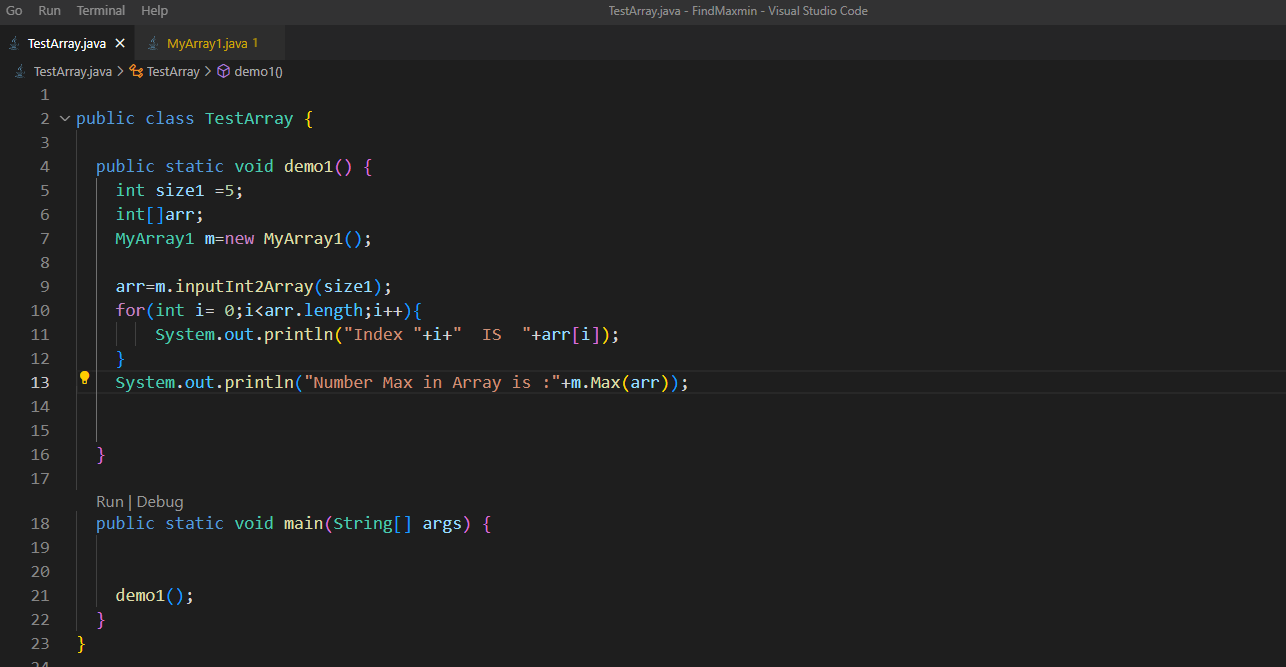 Go Run Terminal Help TestArray.java - FindMaxmin - Visual Studio Code
TestArray.java MyArray1.java 1
TestArray.java > TestArray > demo1()
1
2 public class TestArray {
3
4 public static void demo1() {
5 int size1 =5;
6 int[]arr;
7 MyArray1 m=new MyArray1();
8
9 arr=m.inputInt2Array(size1);
10 for(int i= 0;i<arr.length;i++){
11 System.out.println("Index "+i+"  IS  "+arr[i]);
12 }
13 System.out.println("Number Max in Array is :"+m.Max(arr));
14
15
16 }
17
Run | Debug
18 public static void main(String[] args) {
19
20
21 demo1();
22 }
23 }
24